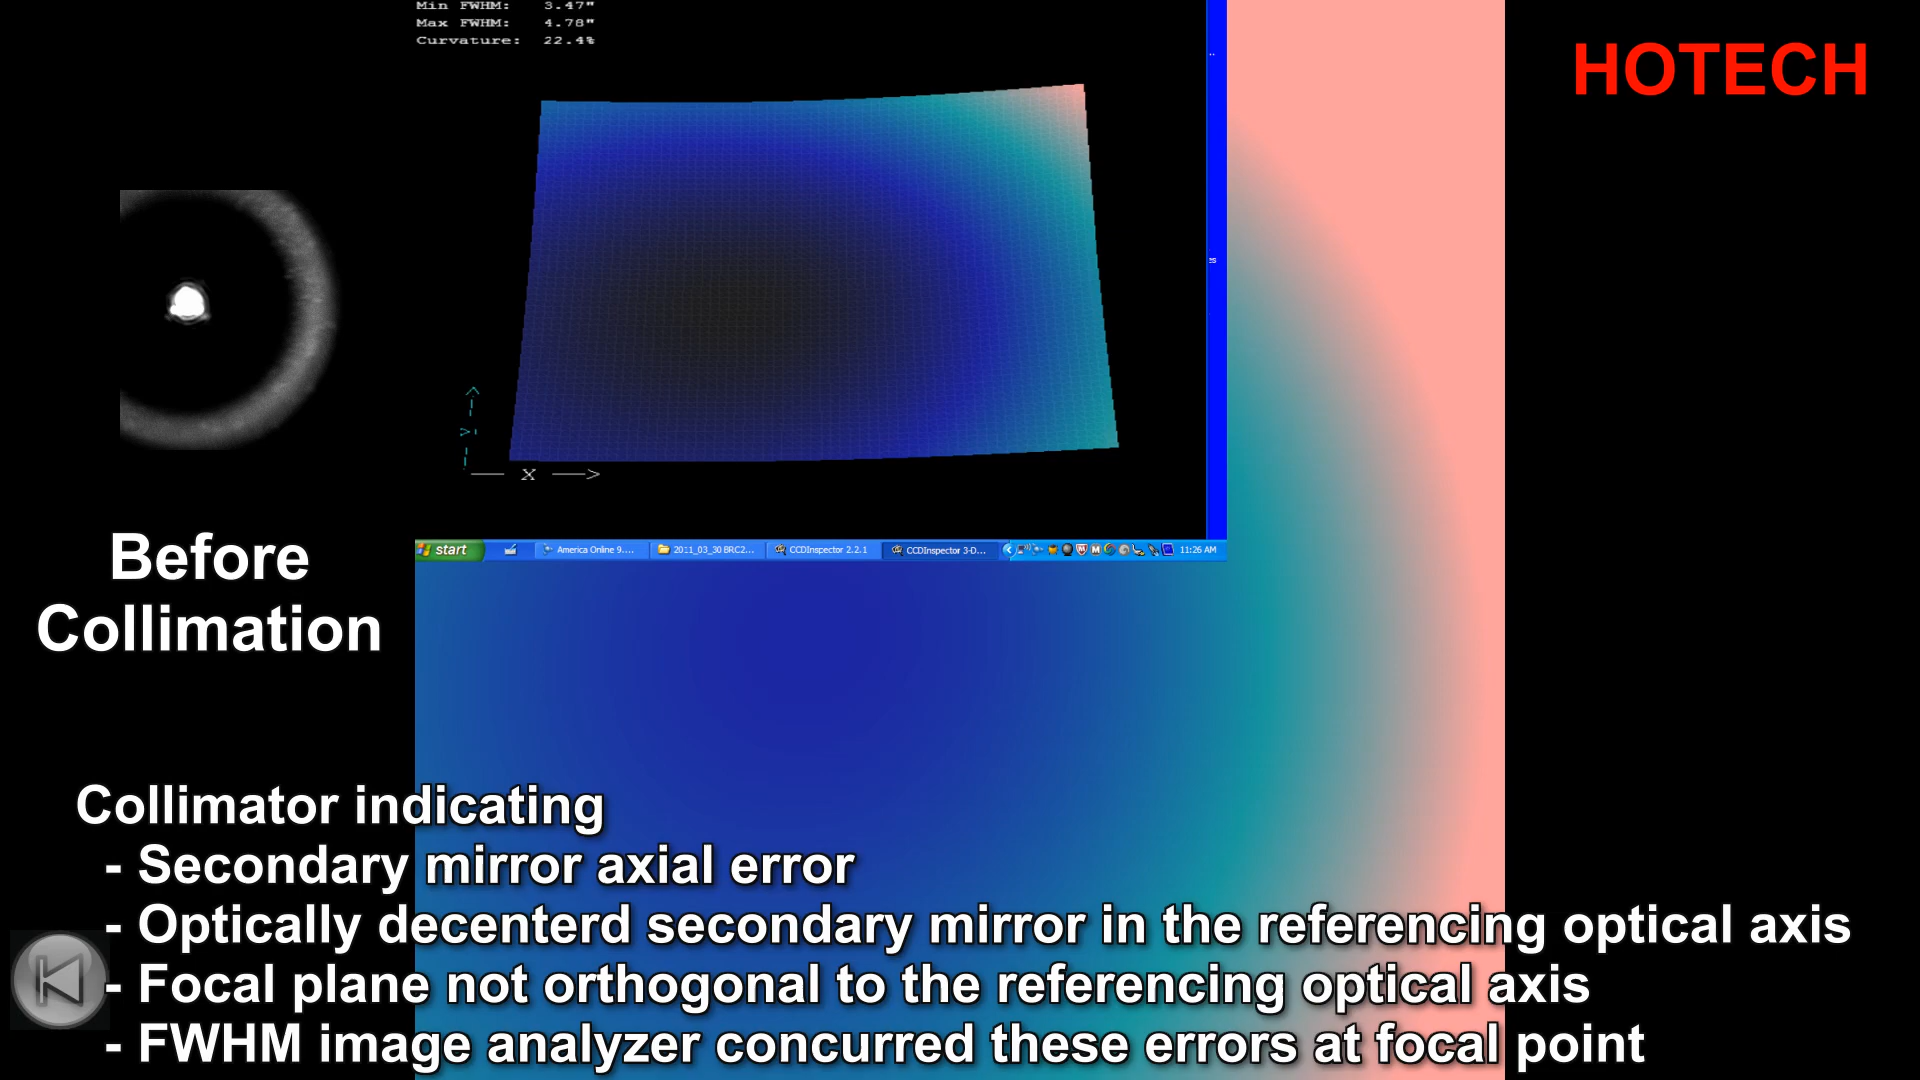 Min FWHM: 3.47"
Max FWHM: 4.78"
Curvature: 22.4%
HOTECH
es
Y
X
start
America Online 9....
2011_03_30 BRC2...
CCDInspector 2.2.1
CCDInspector 3-D...
M
11:26 AM
Before
Collimation
Collimator indicating
- Secondary mirror axial error
- Optically decenterd secondary mirror in the referencing optical axis
- Focal plane not orthogonal to the referencing optical axis
- FWHM image analyzer concurred these errors at focal point